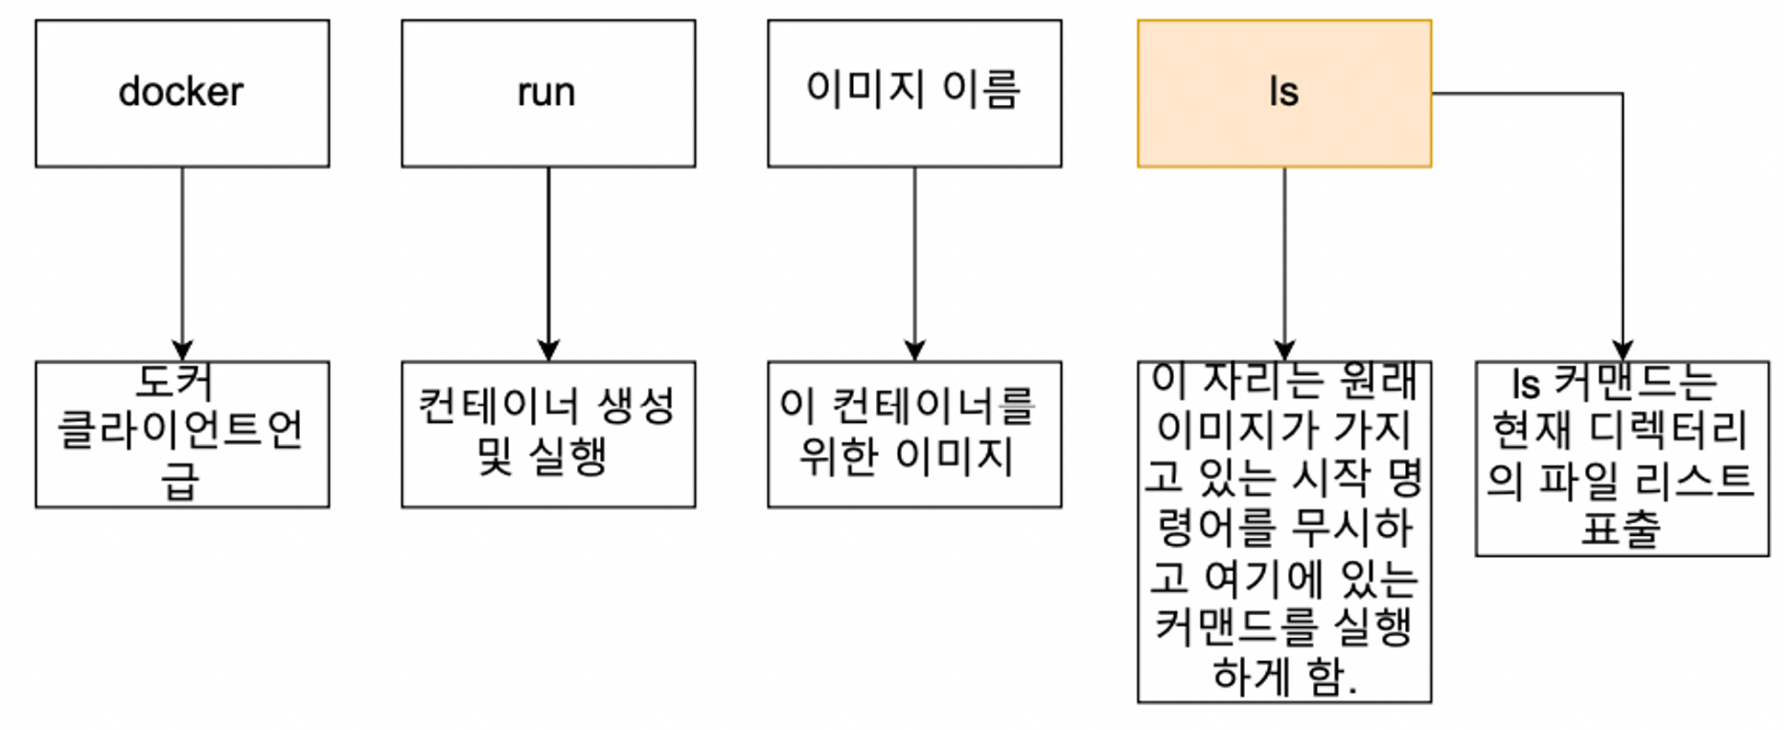 docker
run
이미지 이름
ls
도커
클라이언트언
급
컨테이너 생성
및 실행
이 컨테이너를
위한 이미지
이 자리는 원래
이미지가 가지
고 있는 시작 명
령어를 무시하
고 여기에 있는
커맨드를 실행
하게 함.
ls 커맨드는
현재 디렉터리
의 파일 리스트
표출